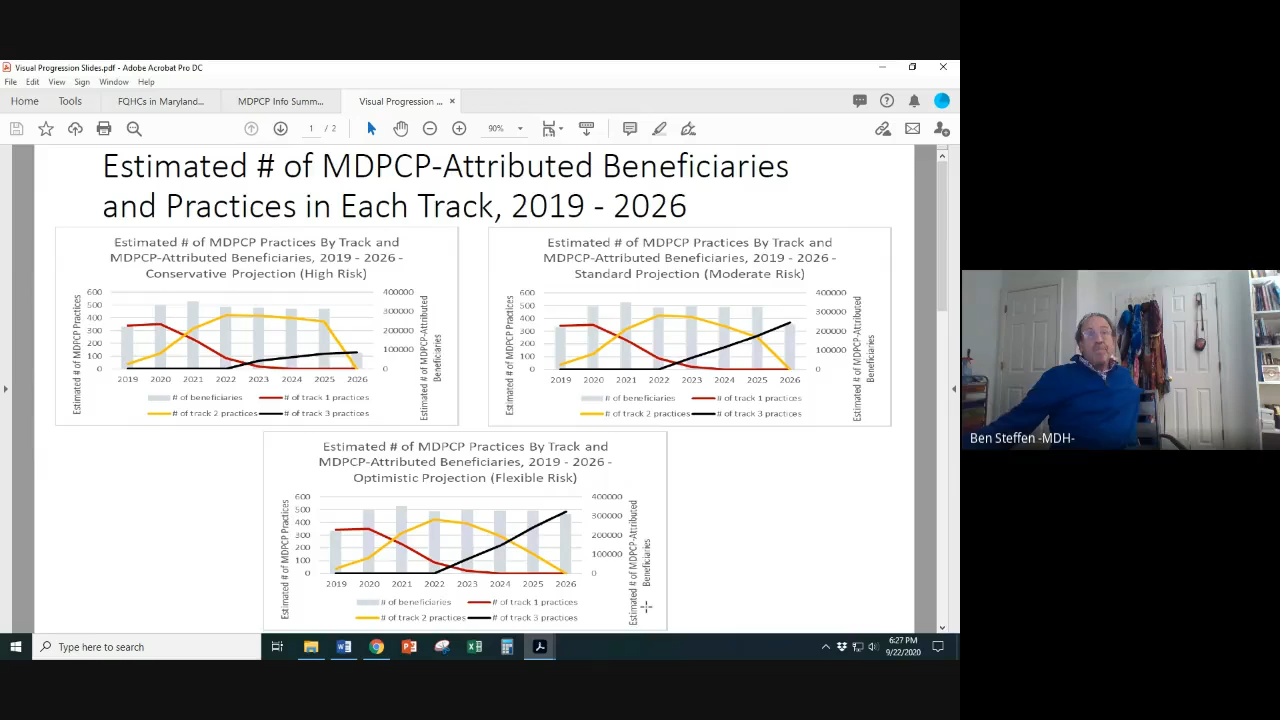 Visual Progression Slides.pdf - Adobe Acrobat Pro DC
File Edit View Sign Window Help
Home Tools FQHCs in Maryland... MDPCP Info Summ... Visual Progression ... ×
1 / 2 90%
Estimated # of MDPCP-Attributed Beneficiaries
and Practices in Each Track, 2019 - 2026
Estimated # of MDPCP Practices By Track and
MDPCP-Attributed Beneficiaries, 2019 - 2026 -
Conservative Projection (High Risk)
Estimated # of MDPCP Practices
600
500
400
300
200
100
0
400000
300000
200000
100000
0
Estimated # of MDPCP-Attributed
Beneficiaries
2019 2020 2021 2022 2023 2024 2025 2026
# of beneficiaries # of track 1 practices
# of track 2 practices # of track 3 practices
Estimated # of MDPCP Practices By Track and
MDPCP-Attributed Beneficiaries, 2019 - 2026 -
Standard Projection (Moderate Risk)
Estimated # of MDPCP Practices
600
500
400
300
200
100
0
400000
300000
200000
100000
0
Estimated # of MDPCP-Attributed
Beneficiaries
2019 2020 2021 2022 2023 2024 2025 2026
# of beneficiaries # of track 1 practices
# of track 2 practices # of track 3 practices
Estimated # of MDPCP Practices By Track and
MDPCP-Attributed Beneficiaries, 2019 - 2026 -
Optimistic Projection (Flexible Risk)
Estimated # of MDPCP Practices
600
500
400
300
200
100
0
400000
300000
200000
100000
0
Estimated # of MDPCP-Attributed
Beneficiaries
2019 2020 2021 2022 2023 2024 2025 2026
# of beneficiaries # of track 1 practices
# of track 2 practices # of track 3 practices
Ben Steffen -MDH-
Type here to search
6:27 PM
9/22/2020